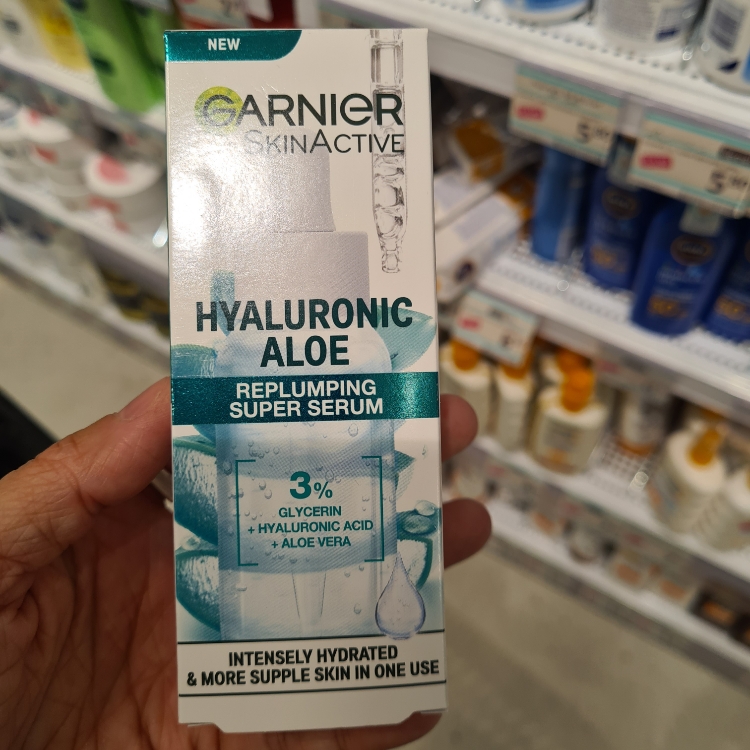 NEW
GARNIER
SKINACTIVE
HYALURONIC
ALOE
REPLUMPING
SUPER SERUM
3%
GLYCERIN
+ HYALURONIC ACID
+ ALOE VERA
INTENSELY HYDRATED
& MORE SUPPLE SKIN IN ONE USE